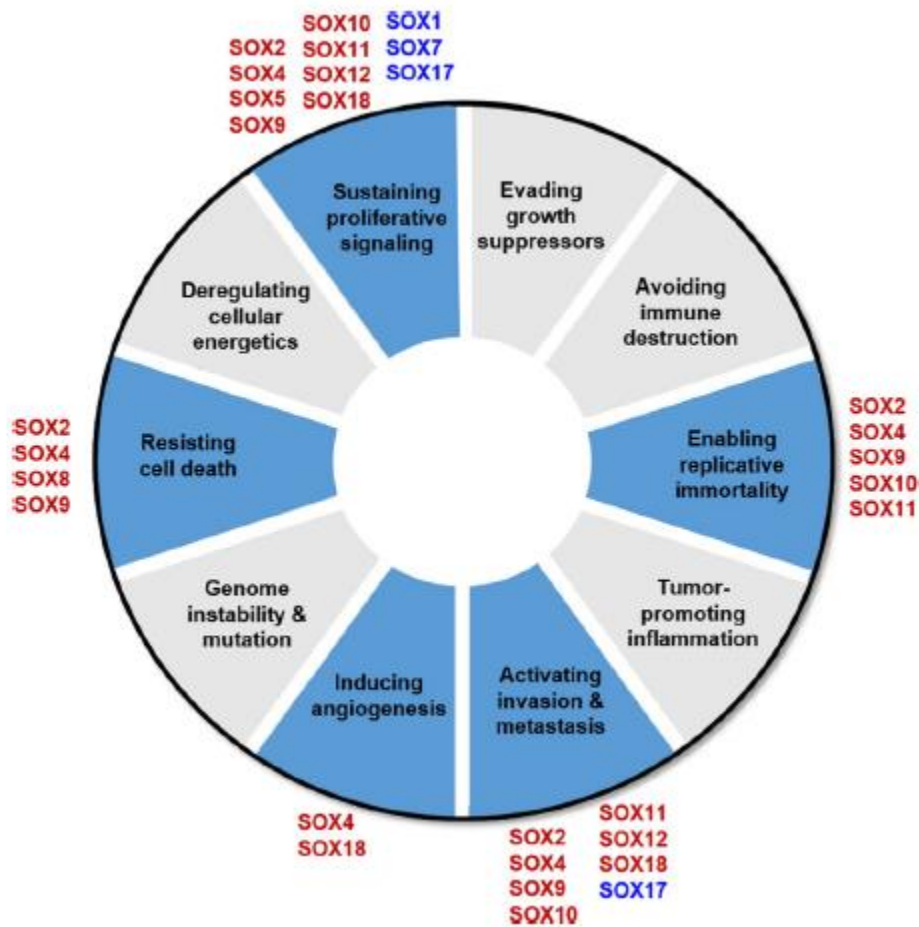 SOX10
SOX11
SOX12
SOX18
SOX1
SOX7
SOX17
SOX2
SOX4
SOX5
SOX9
Sustaining
proliferative
signaling
Evading
growth
suppressors
Deregulating
cellular
energetics
Avoiding
immune
destruction
SOX2
SOX4
SOX8
SOX9
Resisting
cell death
Enabling
replicative
immortality
SOX2
SOX4
SOX9
SOX10
SOX11
Genome
instability &
mutation
Tumor-
promoting
inflammation
Inducing
angiogenesis
Activating
invasion &
metastasis
SOX4
SOX18
SOX2
SOX4
SOX9
SOX10
SOX11
SOX12
SOX18
SOX17